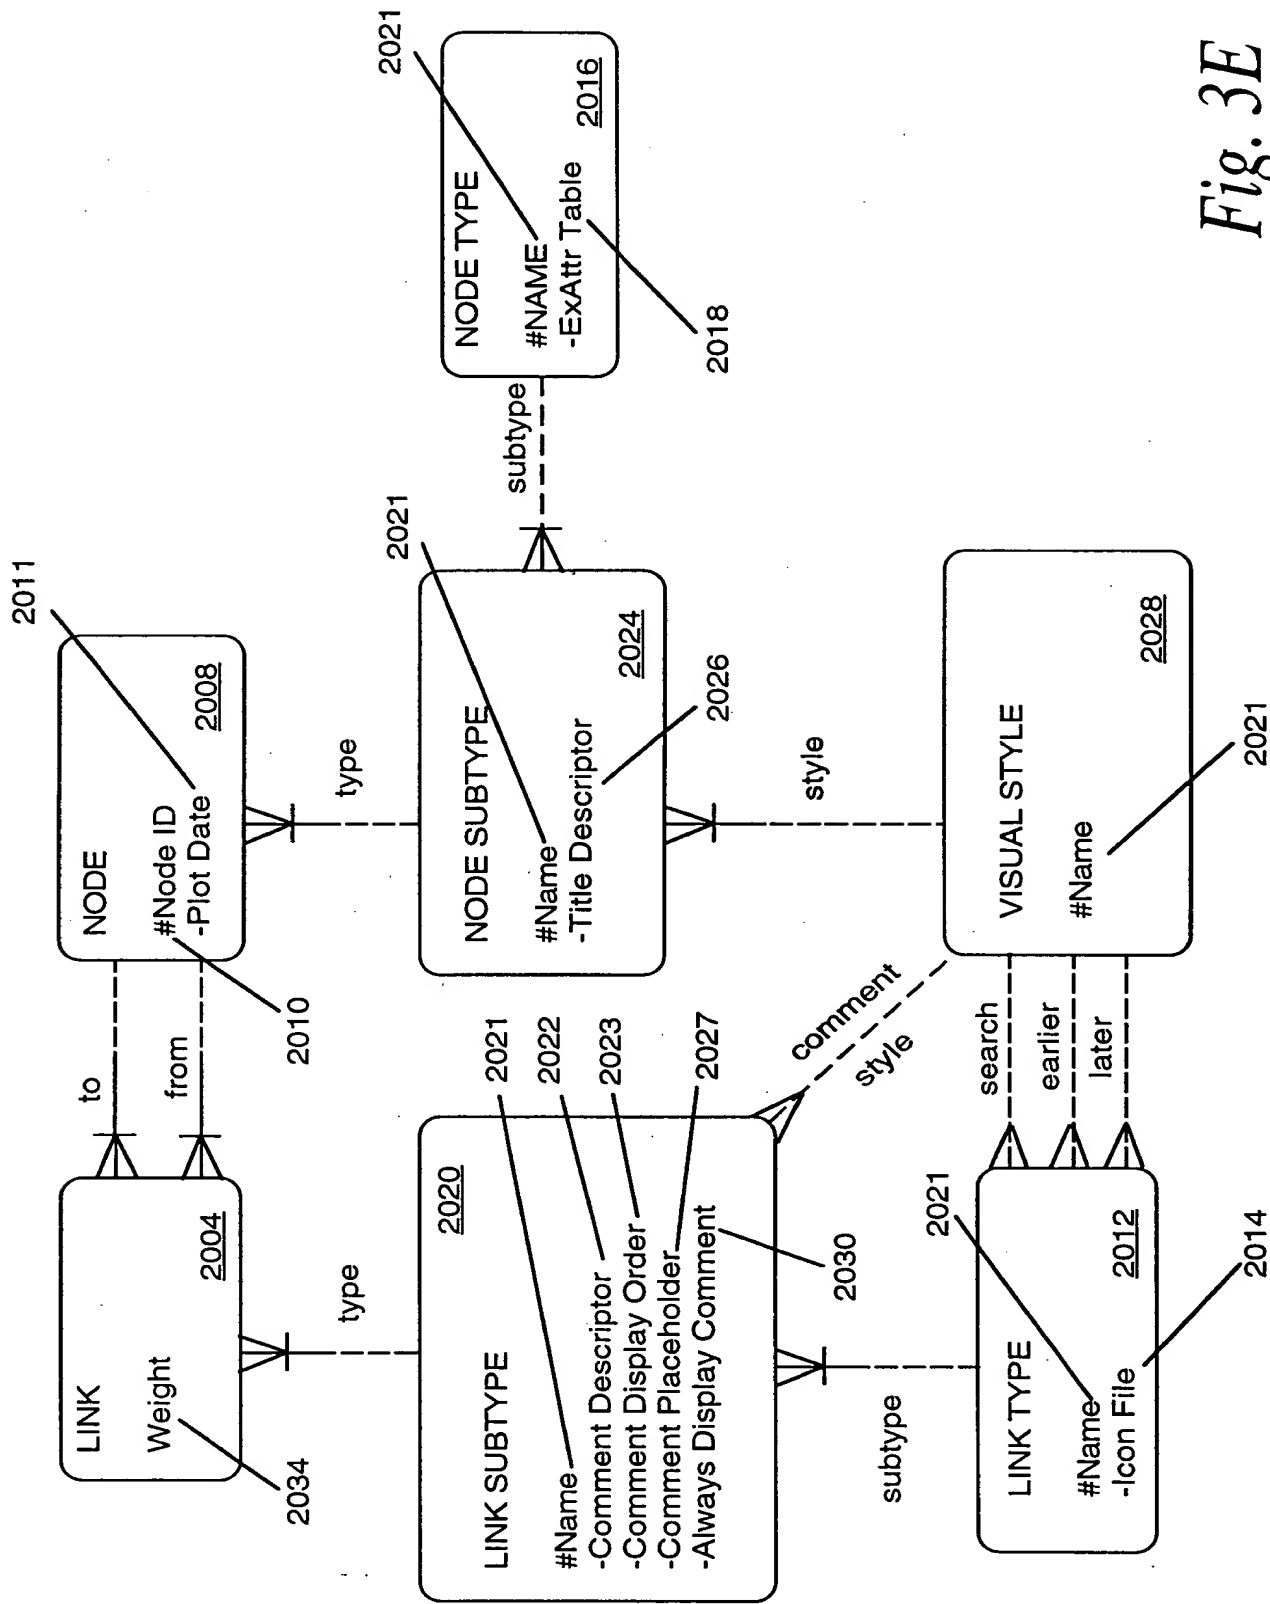 LINK
Weight
2004
2034
to
from
NODE
#Node ID
-Plot Date
2008
2010
2011
type
type
LINK SUBTYPE
2020
#Name
-Comment Descriptor
-Comment Display Order
-Comment Placeholder
-Always Display Comment
2021
2022
2023
2027
2030
NODE SUBTYPE
#Name
-Title Descriptor
2024
2021
2026
subtype
NODE TYPE
#NAME
-ExAttr Table
2016
2021
2018
subtype
comment
style
style
LINK TYPE
#Name
-Icon File
2012
2021
2014
search
earlier
later
VISUAL STYLE
#Name
2028
2021
Fig. 3E